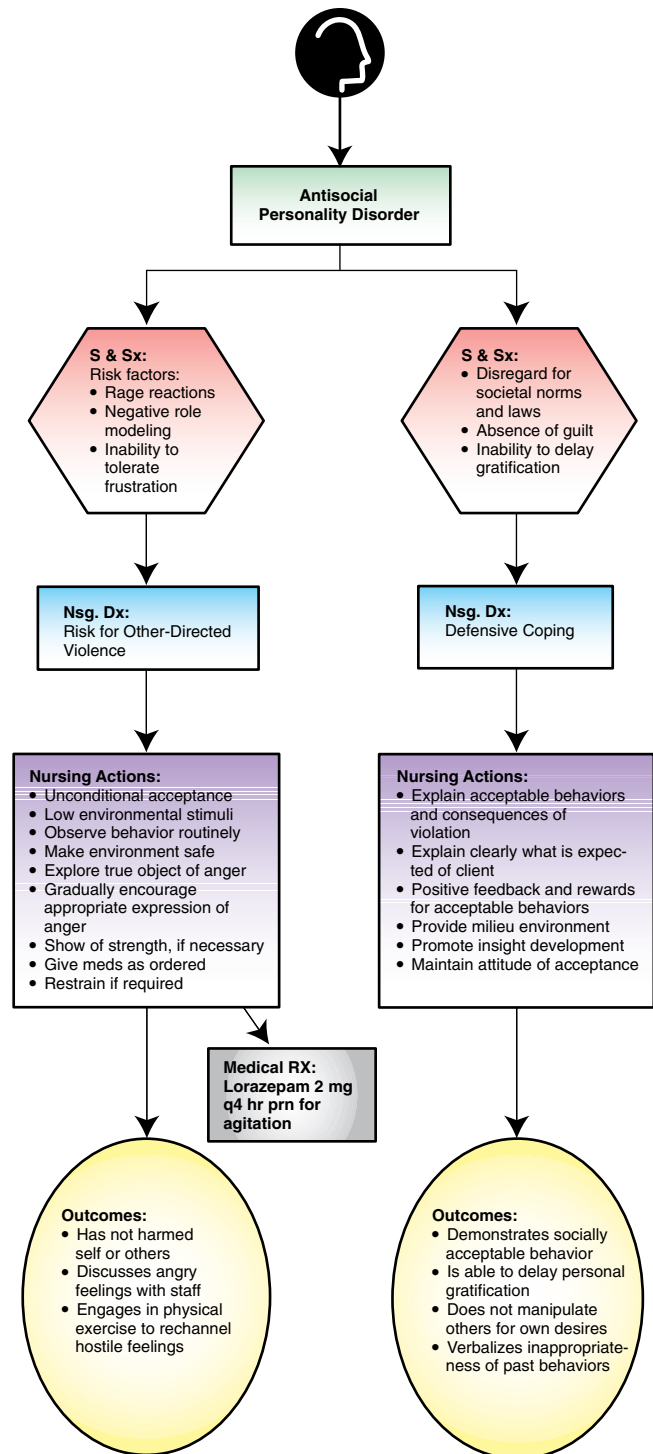 Antisocial
Personality Disorder
S & Sx:
Risk factors:
• Rage reactions
• Negative role
modeling
• Inability to
tolerate
frustration
Nsg. Dx:
Risk for Other-Directed
Violence
Nursing Actions:
• Unconditional acceptance
• Low environmental stimuli
• Observe behavior routinely
• Make environment safe
• Explore true object of anger
• Gradually encourage
appropriate expression of
anger
• Show of strength, if necessary
• Give meds as ordered
• Restrain if required
Medical RX:
Lorazepam 2 mg
q4 hr prn for
agitation
Outcomes:
• Has not harmed
self or others
• Discusses angry
feelings with staff
• Engages in physical
exercise to rechannel
hostile feelings
S & Sx:
• Disregard for
societal norms
and laws
• Absence of guilt
• Inability to delay
gratification
Nsg. Dx:
Defensive Coping
Nursing Actions:
• Explain acceptable behaviors
and consequences of
violation
• Explain clearly what is expec-
ted of client
• Positive feedback and rewards
for acceptable behaviors
• Provide milieu environment
• Promote insight development
• Maintain attitude of acceptance
Outcomes:
• Demonstrates socially
acceptable behavior
• Is able to delay personal
gratification
• Does not manipulate
others for own desires
• Verbalizes inappropriate-
ness of past behaviors